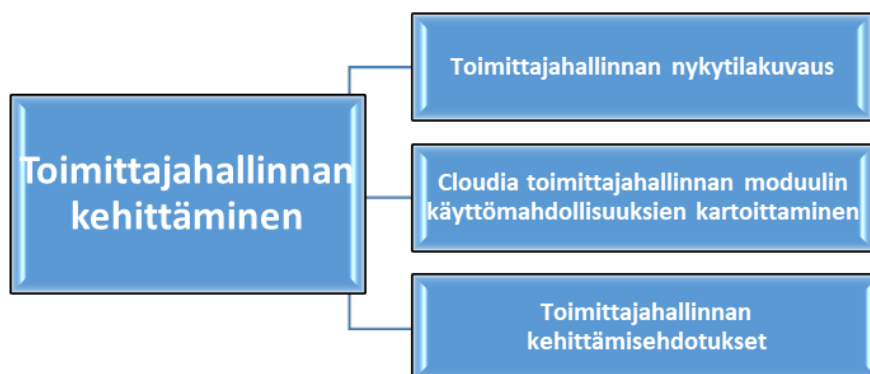 Toimittajahallinnan
kehittäminen
Toimittajahallinnan nykytilakuvaus
Cloudia toimittajahallinnan moduulin
käyttömahdollisuuksien kartoittaminen
Toimittajahallinnan
kehittämisehdotukset